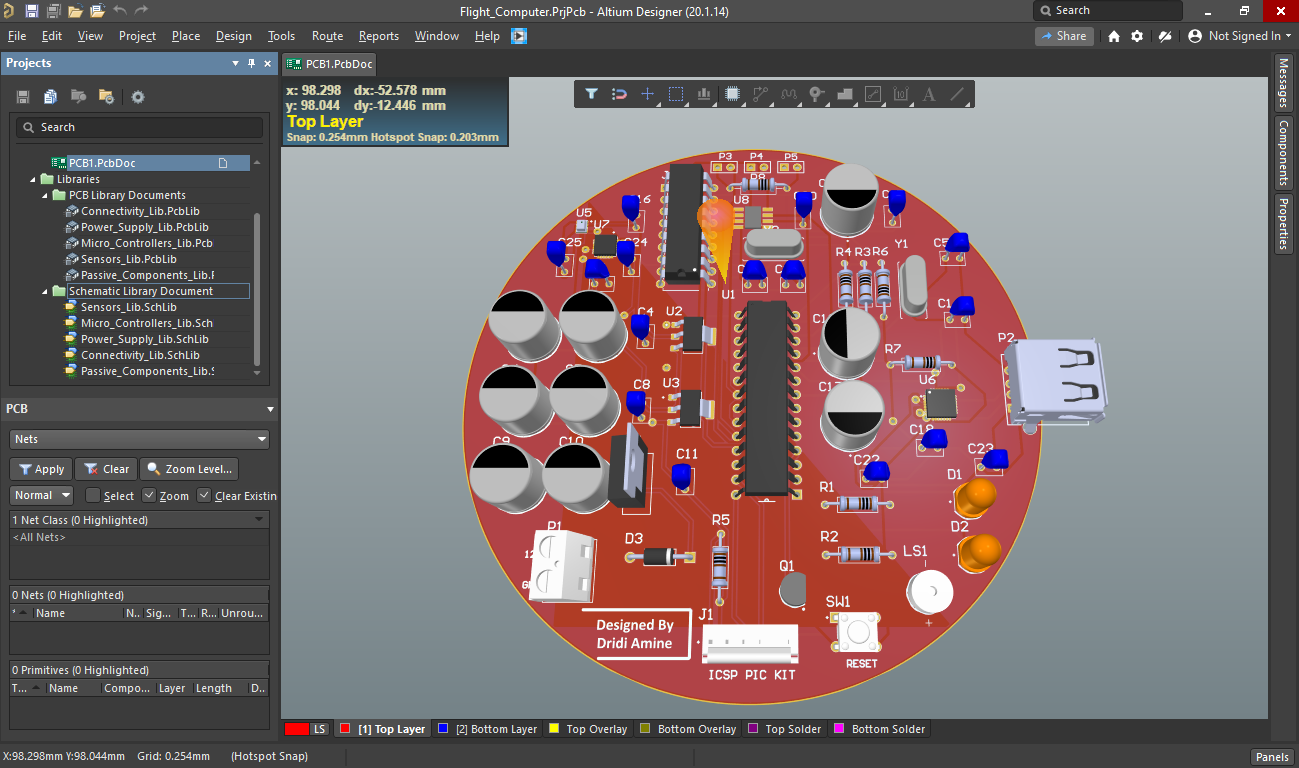 Flight_Computer.PrjPcb - Altium Designer (20.1.14)
Search
File Edit View Project Place Design Tools Route Reports Window Help
Share
Not Signed In
Projects
Search
PCB1.PcbDoc
Libraries
PCB Library Documents
Connectivity_Lib.PcbLib
Power_Supply_Lib.PcbLib
Micro_Controllers_Lib.Pcb
Sensors_Lib.PcbLib
Passive_Components_Lib.F
Schematic Library Document
Sensors_Lib.SchLib
Micro_Controllers_Lib.Sch
Power_Supply_Lib.SchLib
Connectivity_Lib.SchLib
Passive_Components_Lib.S
PCB
Nets
Apply Clear Zoom Level...
Normal Select Zoom Clear Existin
1 Net Class (0 Highlighted)
<All Nets>
0 Nets (0 Highlighted)
* Name N.. Sig... T... R... Unrou...
0 Primitives (0 Highlighted)
T... Name Compo... Layer Length D..
PCB1.PcbDoc
x: 98.298 dx:-52.578 mm
y: 98.044 dy:-12.446 mm
Top Layer
Snap: 0.254mm Hotspot Snap: 0.203mm
P3 P4 P5
R8
U5
U7
U8
C25
Y1
R4 R3 R6
U1
C4 U2
P2
R7
U6
C8 U3
C18
C9 C10
C11
C22
C23
D1
R1
D2
R5
R2
LS1
D3
P1
Q1
SW1
J1
Designed By
Dridi Amine
ICSP PIC KIT
RESET
Messages
Components
Properties
LS [1] Top Layer [2] Bottom Layer Top Overlay Bottom Overlay Top Solder Bottom Solder
X:98.298mm Y:98.044mm Grid: 0.254mm (Hotspot Snap)
Panels